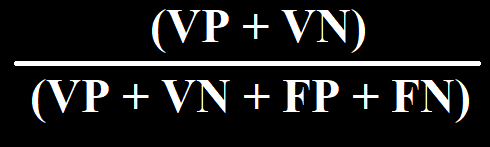 (VP + VN)
(VP + VN + FP + FN)